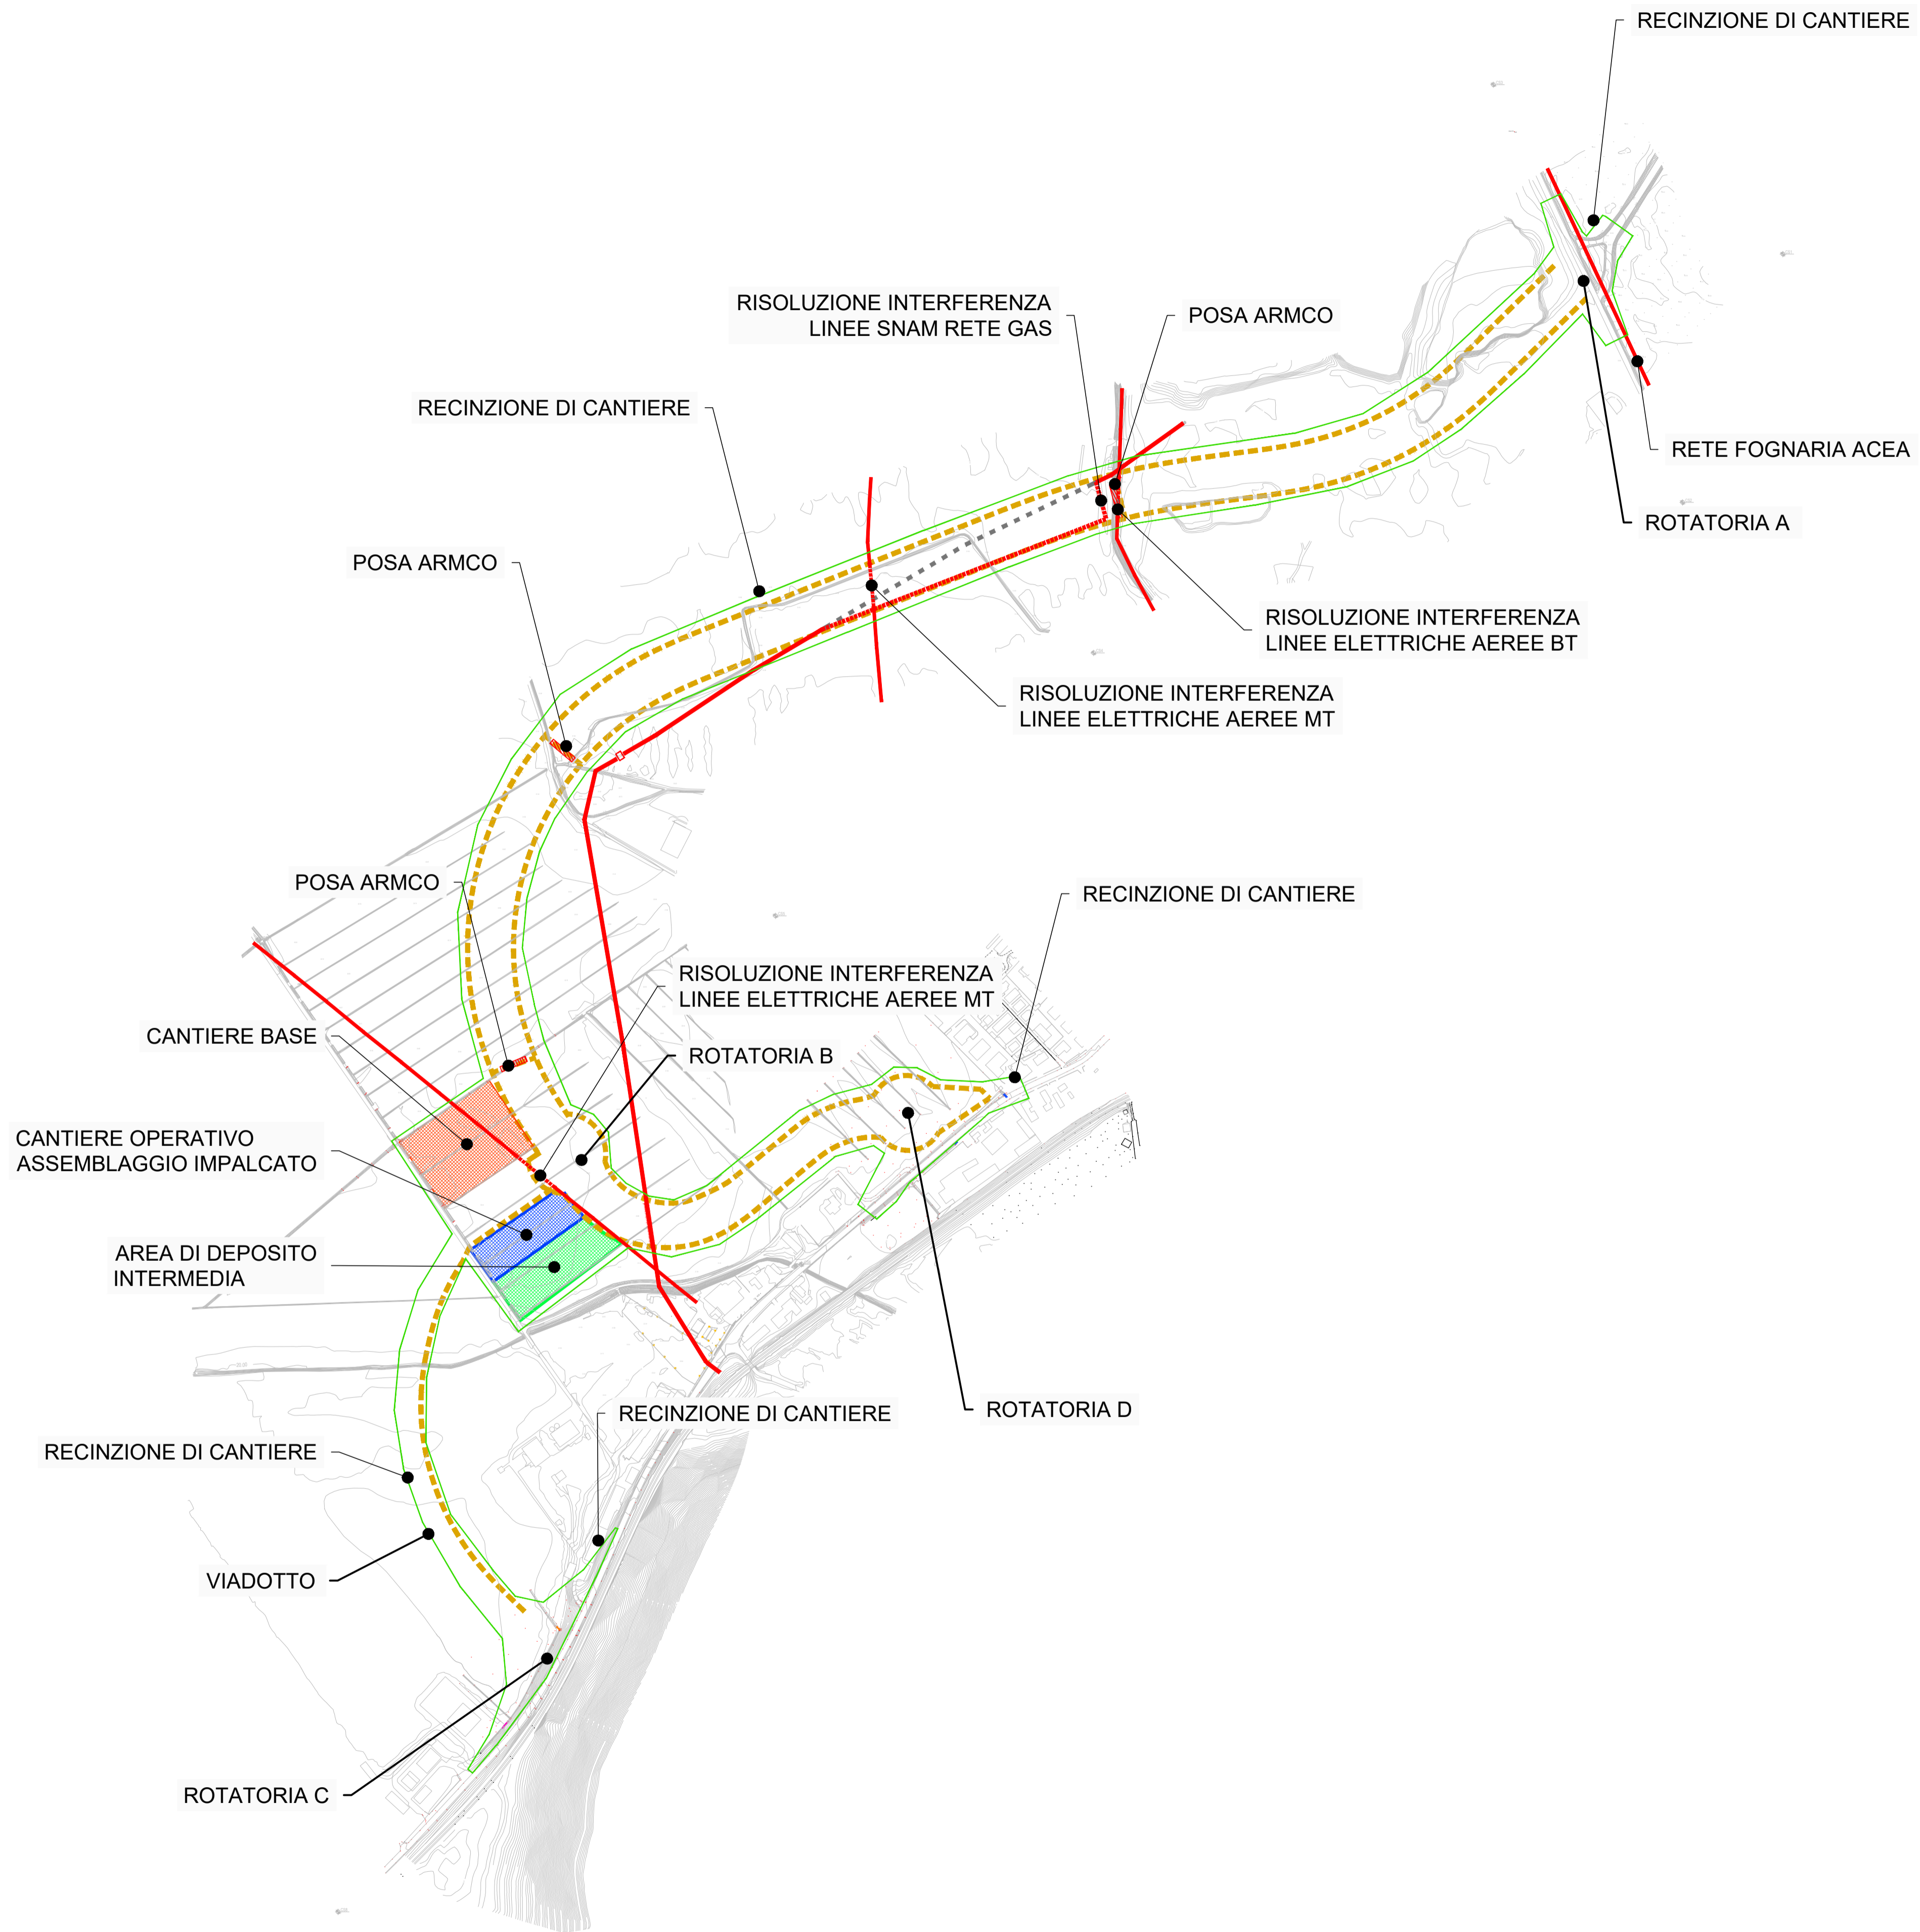 RECINZIONE DI CANTIERE
RISOLUZIONE INTERFERENZA
LINEE SNAM RETE GAS
POSA ARMCO
RECINZIONE DI CANTIERE
RETE FOGNARIA ACEA
ROTATORIA A
POSA ARMCO
RISOLUZIONE INTERFERENZA
LINEE ELETTRICHE AEREE BT
RISOLUZIONE INTERFERENZA
LINEE ELETTRICHE AEREE MT
POSA ARMCO
RECINZIONE DI CANTIERE
RISOLUZIONE INTERFERENZA
LINEE ELETTRICHE AEREE MT
CANTIERE BASE
ROTATORIA B
CANTIERE OPERATIVO
ASSEMBLAGGIO IMPALCATO
AREA DI DEPOSITO
INTERMEDIA
RECINZIONE DI CANTIERE
ROTATORIA D
RECINZIONE DI CANTIERE
VIADOTTO
ROTATORIA C